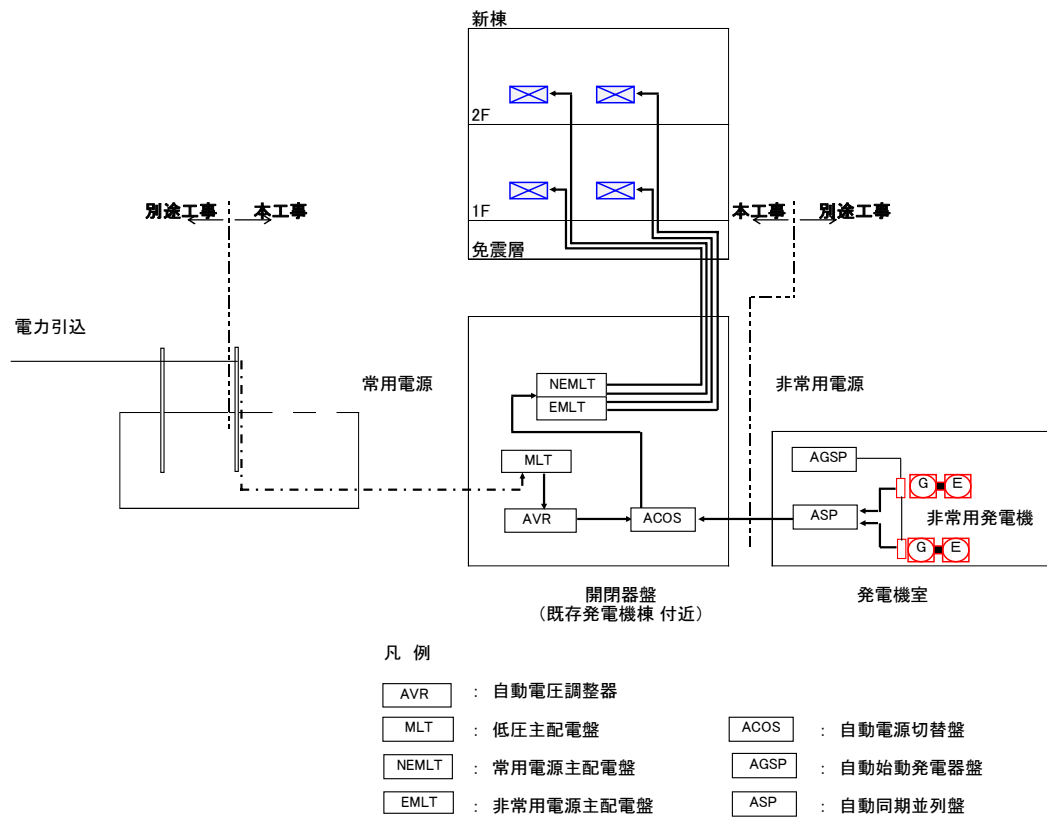 新棟
2F
1F
免震層
別途工事
本工事
本工事
別途工事
電力引込
常用電源
非常用電源
NEMLT
EMLT
MLT
AVR
ACOS
AGSP
ASP
G
E
非常用発電機
G
E
開閉器盤
(既存発電機棟 付近)
発電機室
凡 例
AVR : 自動電圧調整器
MLT : 低圧主配電盤
ACOS : 自動電源切替盤
NEMLT : 常用電源主配電盤
AGSP : 自動始動発電器盤
EMLT : 非常用電源主配電盤
ASP : 自動同期並列盤